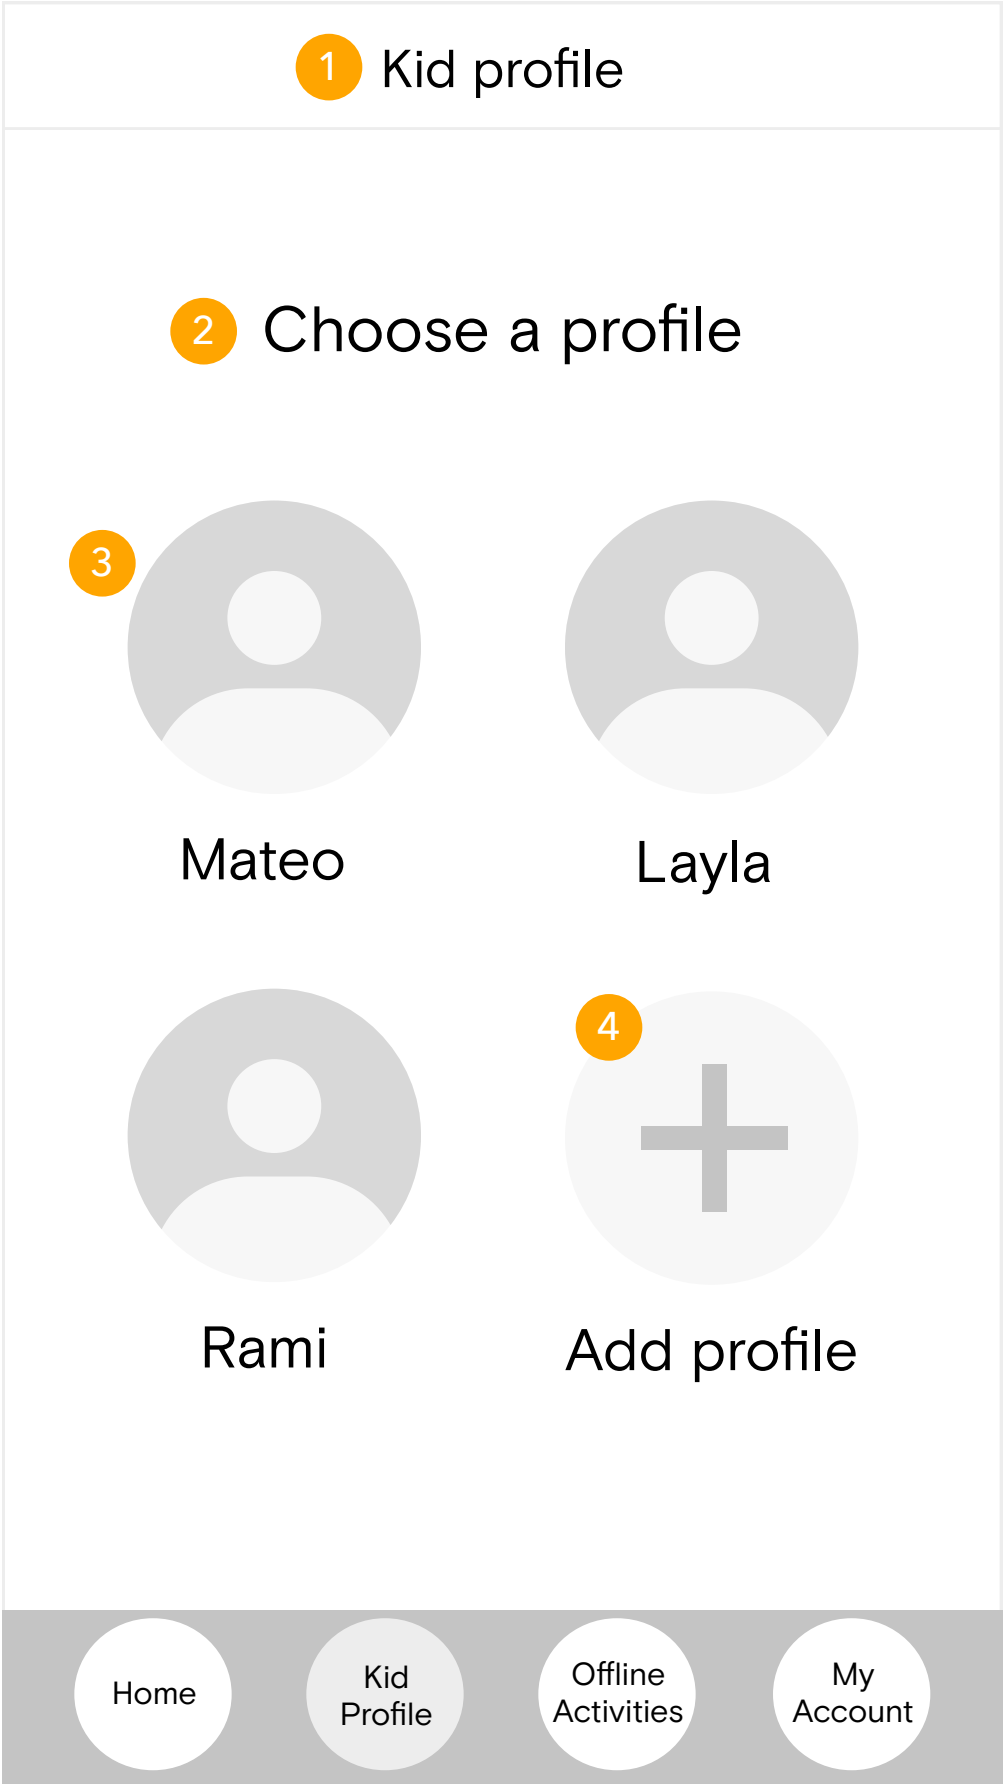 1 Kid profile
2 Choose a profile
3
Mateo
Layla
4
Rami
Add profile
Home
Kid
Profile
Offline
Activities
My
Account